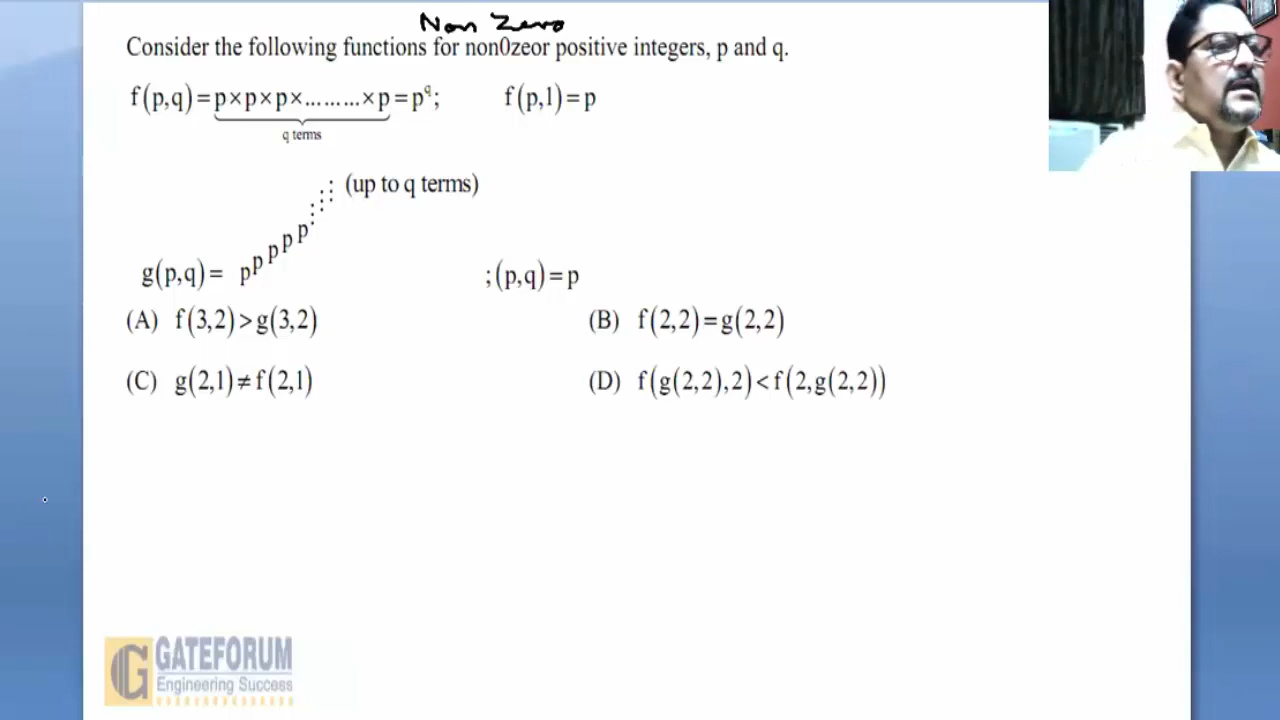 Non Zero
Consider the following functions for non0zeor positive integers, p and q.
f(p,q)=p×p×p×.........×p=p^q; f(p,1)=p
q terms
(up to q terms)
g(p,q)= p^p^p^p^p ;(p,q)=p
(A) f(3,2)>g(3,2) (B) f(2,2)=g(2,2)
(C) g(2,1)≠f(2,1) (D) f(g(2,2),2)<f(2,g(2,2))
GATEFORUM
Engineering Success